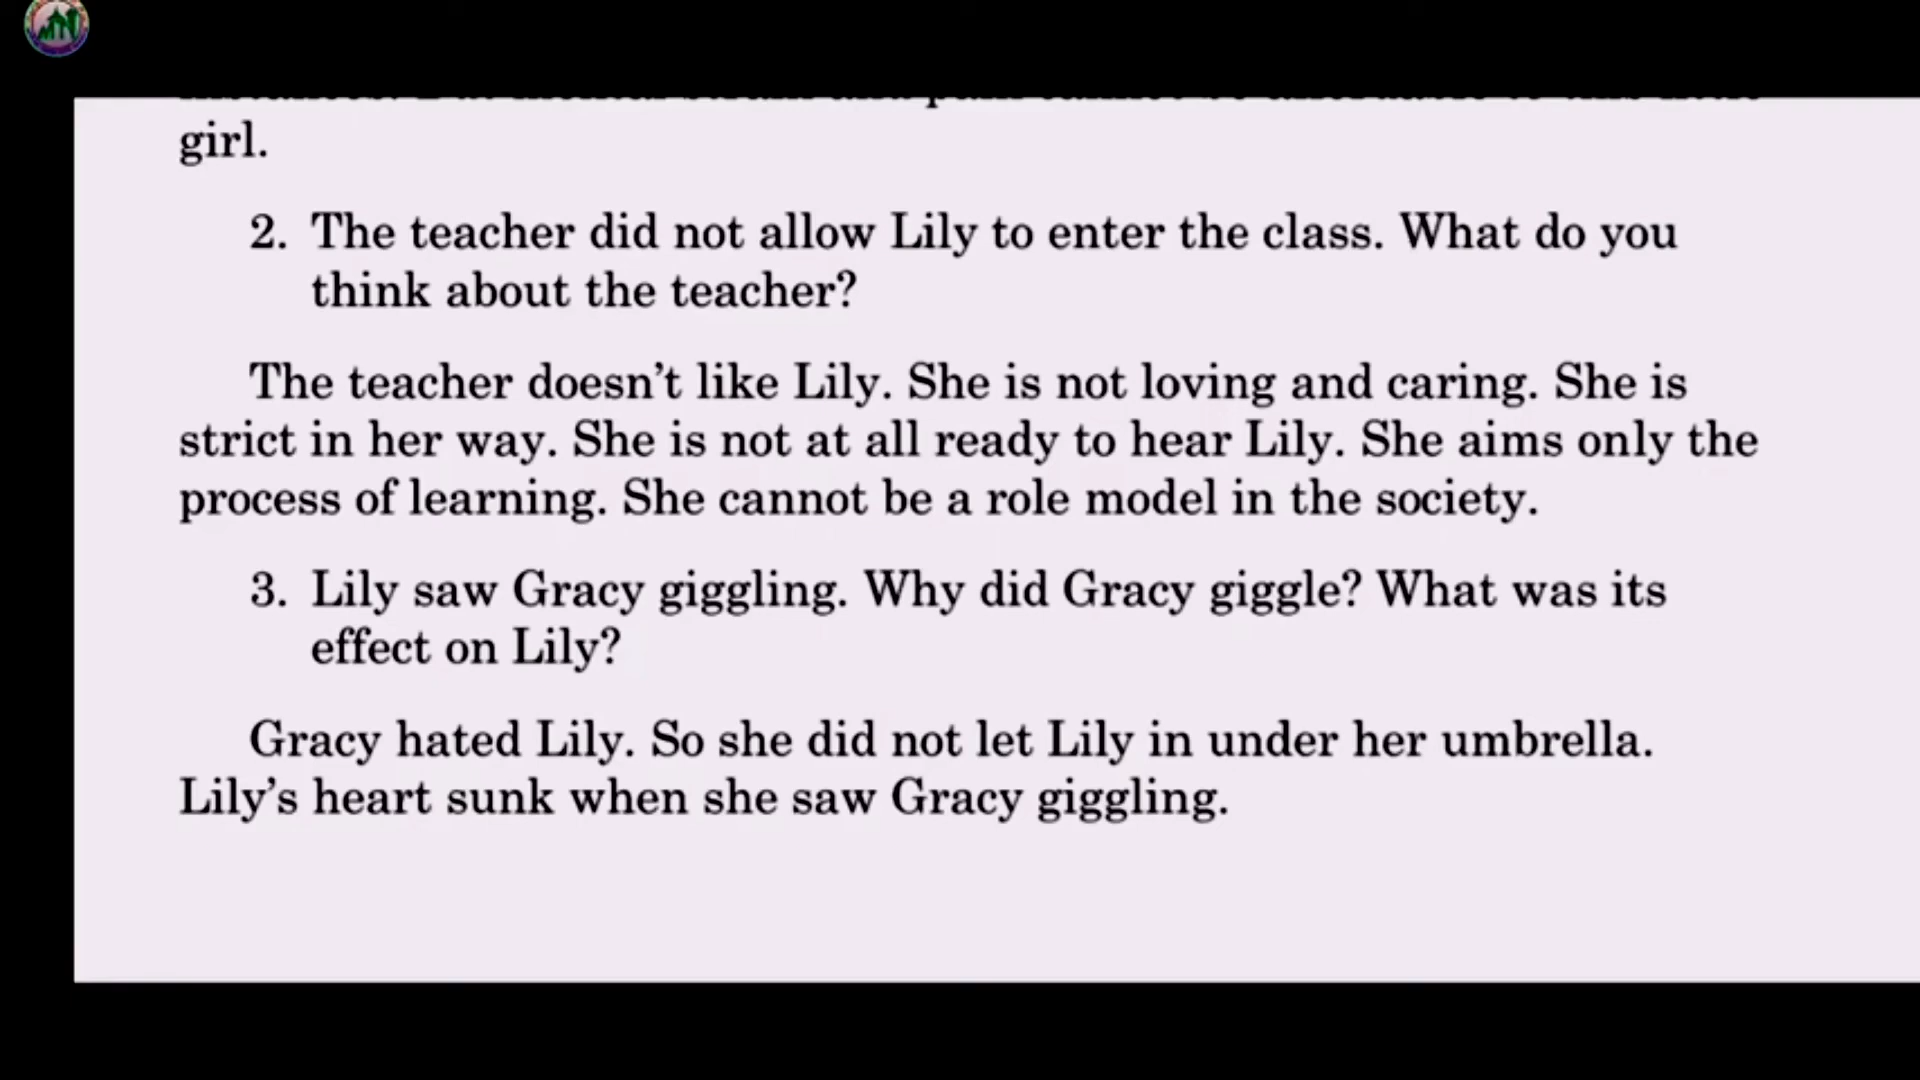 girl.
2. The teacher did not allow Lily to enter the class. What do you
think about the teacher?
The teacher doesn’t like Lily. She is not loving and caring. She is
strict in her way. She is not at all ready to hear Lily. She aims only the
process of learning. She cannot be a role model in the society.
3. Lily saw Gracy giggling. Why did Gracy giggle? What was its
effect on Lily?
Gracy hated Lily. So she did not let Lily in under her umbrella.
Lily’s heart sunk when she saw Gracy giggling.